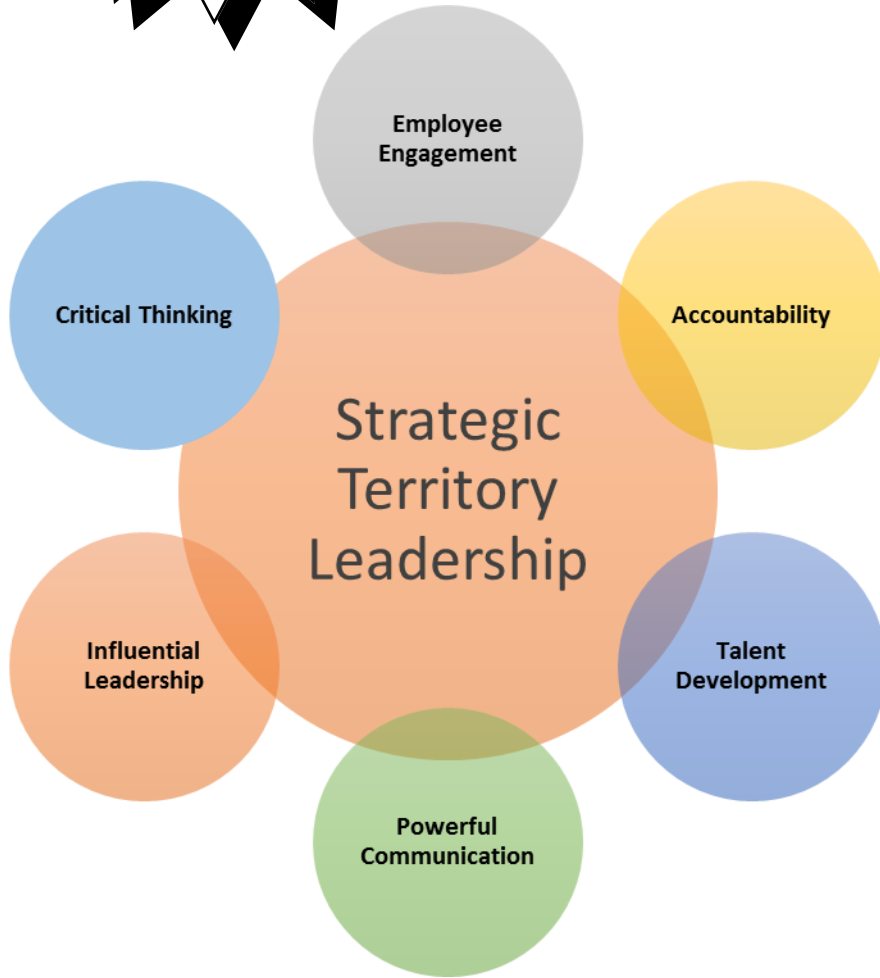 Employee
Engagement
Critical Thinking
Accountability
Strategic
Territory
Leadership
Influential
Leadership
Talent
Development
Powerful
Communication